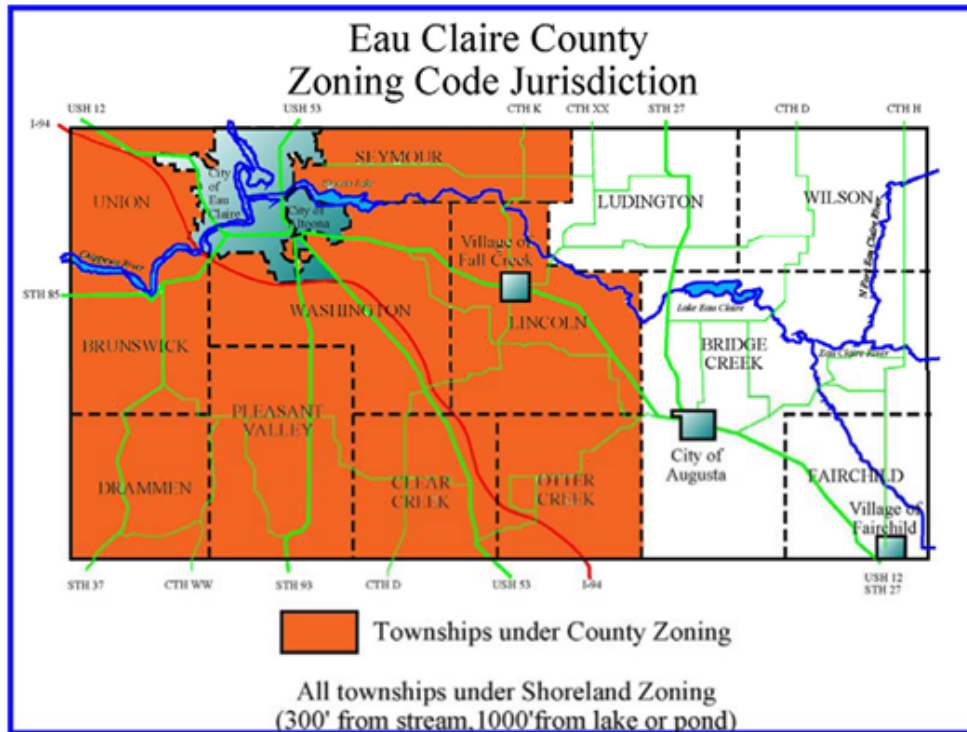 Eau Claire County
Zoning Code Jurisdiction
USH 12
USH 53
CTH K
CTH XX
STH 27
CTH D
CTH H
I-94
SEYMOUR
City
of
Eau
Claire
UNION
LUDINGTON
WILSON
City of
Altoona
Village of
Fall Creek
N Fork Eau Claire River
Chippewa River
STH 85
WASHINGTON
LINCOLN
Lake Eau Claire
BRUNSWICK
BRIDGE
CREEK
Eau Claire River
PLEASANT
VALLEY
City of
Augusta
DRAMMEN
CLEAR
CREEK
OTTER
CREEK
FAIRCHILD
Village of
Fairchild
STH 37
CTH WW
STH 93
CTH D
USH 53
I-94
USH 12
STH 27
Townships under County Zoning
All townships under Shoreland Zoning
(300' from stream,1000'from lake or pond)